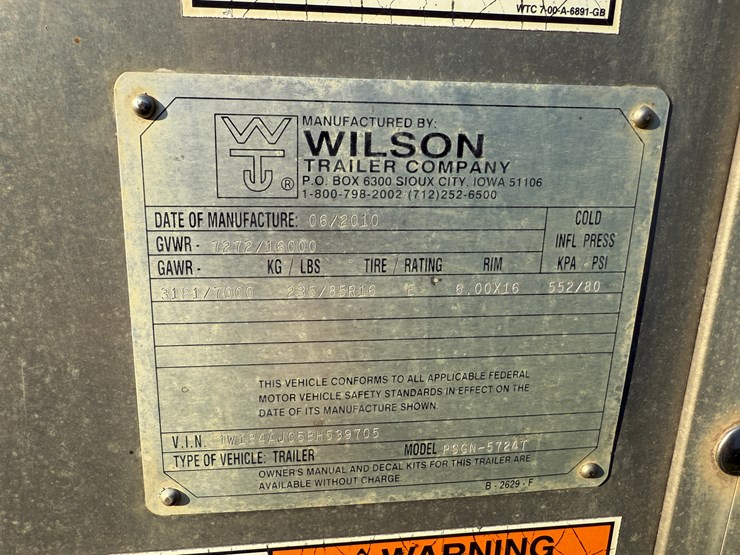 WTC 7-00-A-6891-GB
WTJ ®
MANUFACTURED BY:
WILSON
TRAILER COMPANY
P.O. BOX 6300 SIOUX CITY, IOWA 51106
1-800-798-2002 (712)252-6500
DATE OF MANUFACTURE: 06/2010 COLD
GVWR - 7272/16000 INFL PRESS
GAWR - KG / LBS TIRE / RATING RIM KPA PSI
/7000 235/85R16 E 6.00X16 552/80
THIS VEHICLE CONFORMS TO ALL APPLICABLE FEDERAL
MOTOR VEHICLE SAFETY STANDARDS IN EFFECT ON THE
DATE OF ITS MANUFACTURE SHOWN.
V.I.N.
TYPE OF VEHICLE: TRAILER MODEL PSGN-5724T
OWNER'S MANUAL AND DECAL KITS FOR THIS TRAILER ARE
AVAILABLE WITHOUT CHARGE. B - 2629 - F
WARNING